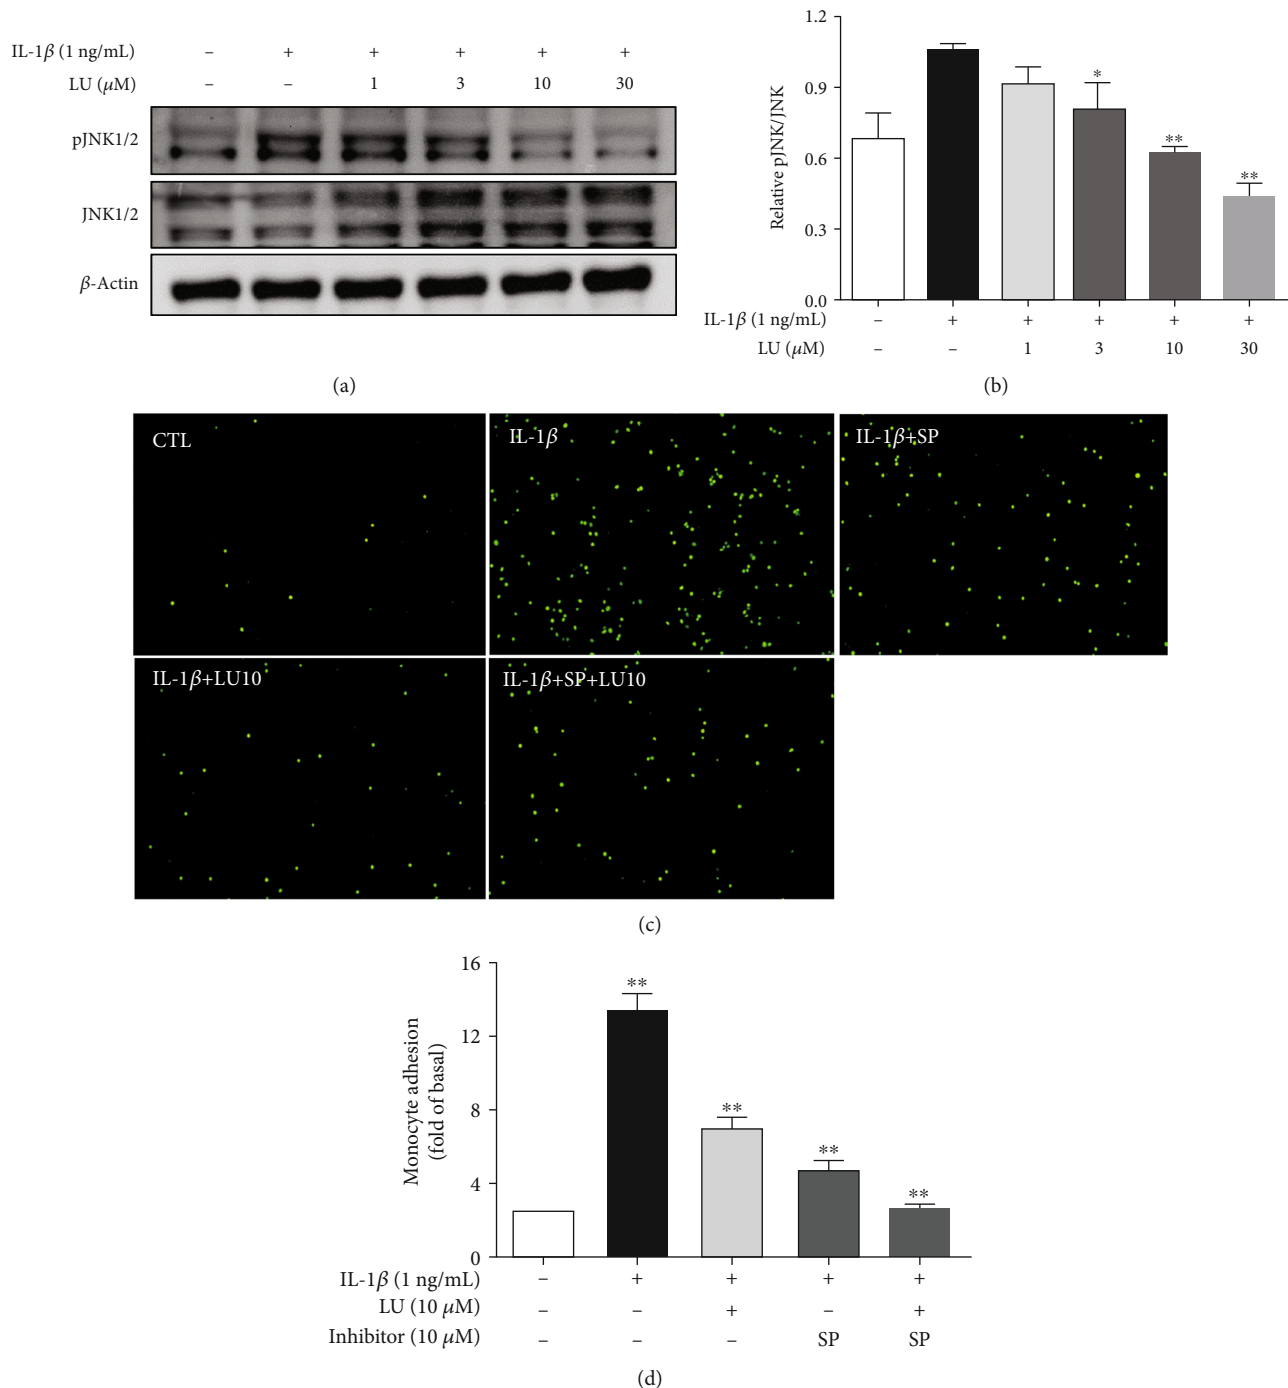 IL-1β (1 ng/mL) – + + + + +
LU (μM) – – 1 3 10 30
pJNK1/2
JNK1/2
β-Actin
(a)
1.2
0.9
0.6
0.3
0.0
Relative pJNK/JNK
* ** **
IL-1β (1 ng/mL) – + + + + +
LU (μM) – – 1 3 10 30
(b)
CTL
IL-1β
IL-1β+SP
IL-1β+LU10
IL-1β+SP+LU10
(c)
16
12
8
4
0
Monocyte adhesion
(fold of basal)
** ** ** **
IL-1β (1 ng/mL) – + + + +
LU (10 μM) – – + – +
Inhibitor (10 μM) – – – SP SP
(d)